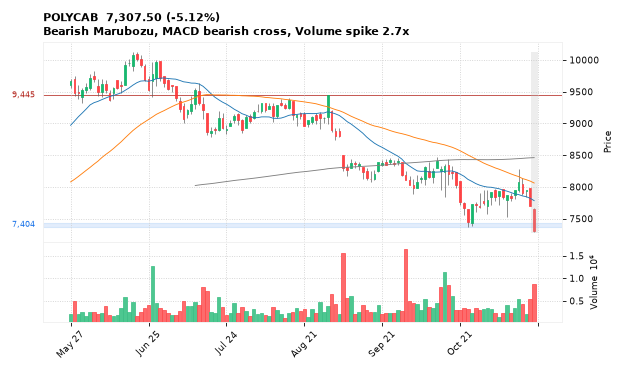 POLYCAB 7,307.50 (-5.12%)
Bearish Marubozu, MACD bearish cross, Volume spike 2.7x
10000
9,445
9500
9000
8500
8000
7500
7,404
Price
1.5
1.0
0.5
Volume 10⁶
May 27
Jun 25
Jul 24
Aug 21
Sep 21
Oct 21